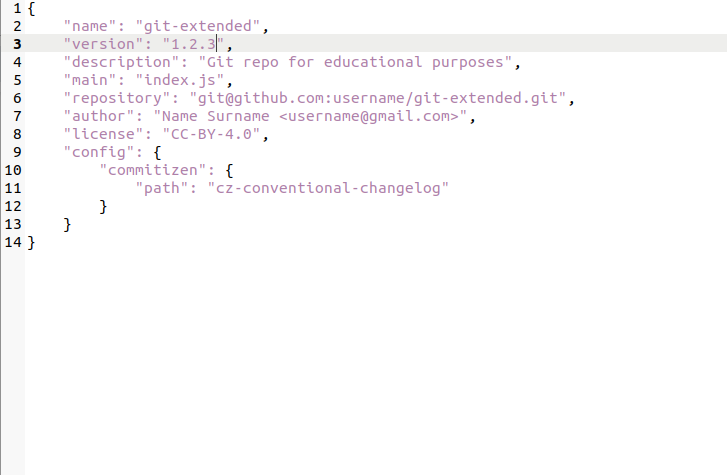 1 {
2     "name": "git-extended",
3     "version": "1.2.3",
4     "description": "Git repo for educational purposes",
5     "main": "index.js",
6     "repository": "git@github.com:username/git-extended.git",
7     "author": "Name Surname <username@gmail.com>",
8     "license": "CC-BY-4.0",
9     "config": {
10         "commitizen": {
11             "path": "cz-conventional-changelog"
12         }
13     }
14 }